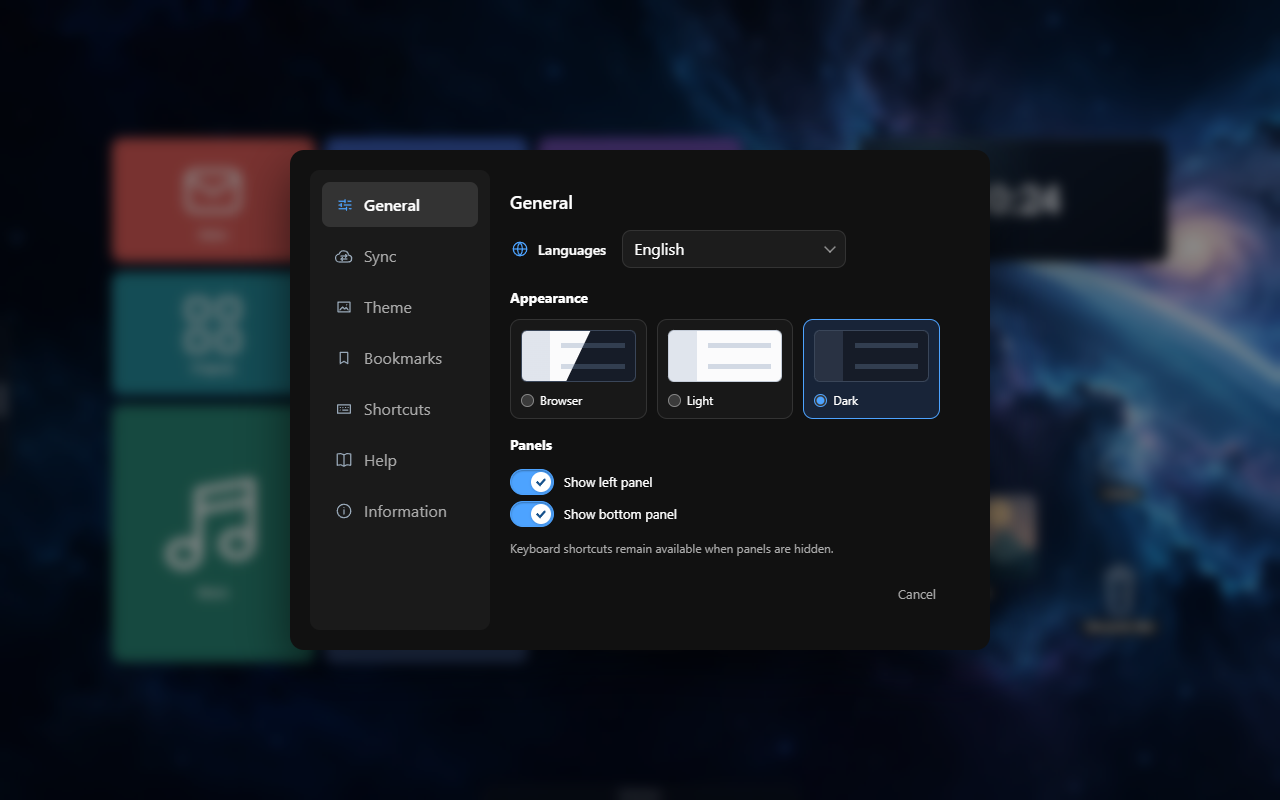 General
Sync
Theme
Bookmarks
Shortcuts
Help
Information
General
Languages
English
Appearance
Browser
Light
Dark
Panels
Show left panel
Show bottom panel
Keyboard shortcuts remain available when panels are hidden.
Cancel